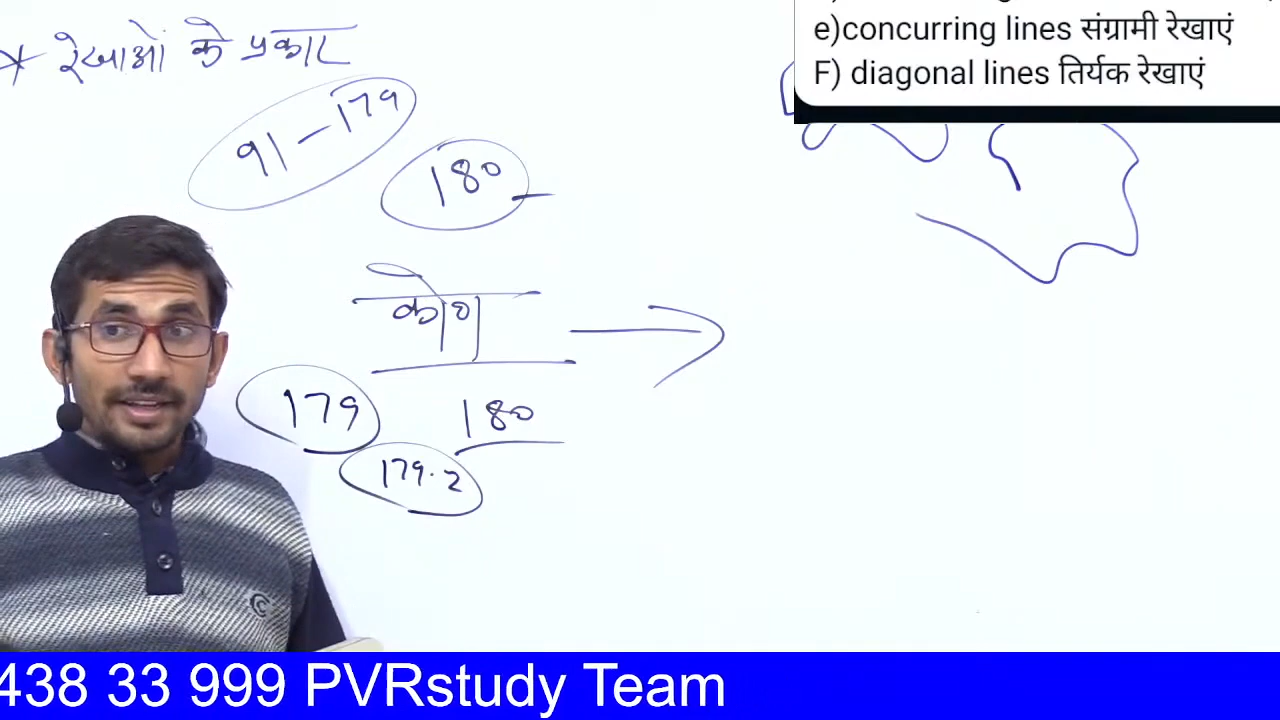 * रेखाओं के प्रकार
e)concurring lines संग्रामी रेखाएं
F) diagonal lines तिर्यक रेखाएं
91-179
180
कोण
179
180
179.2
438 33 999 PVRstudy Team